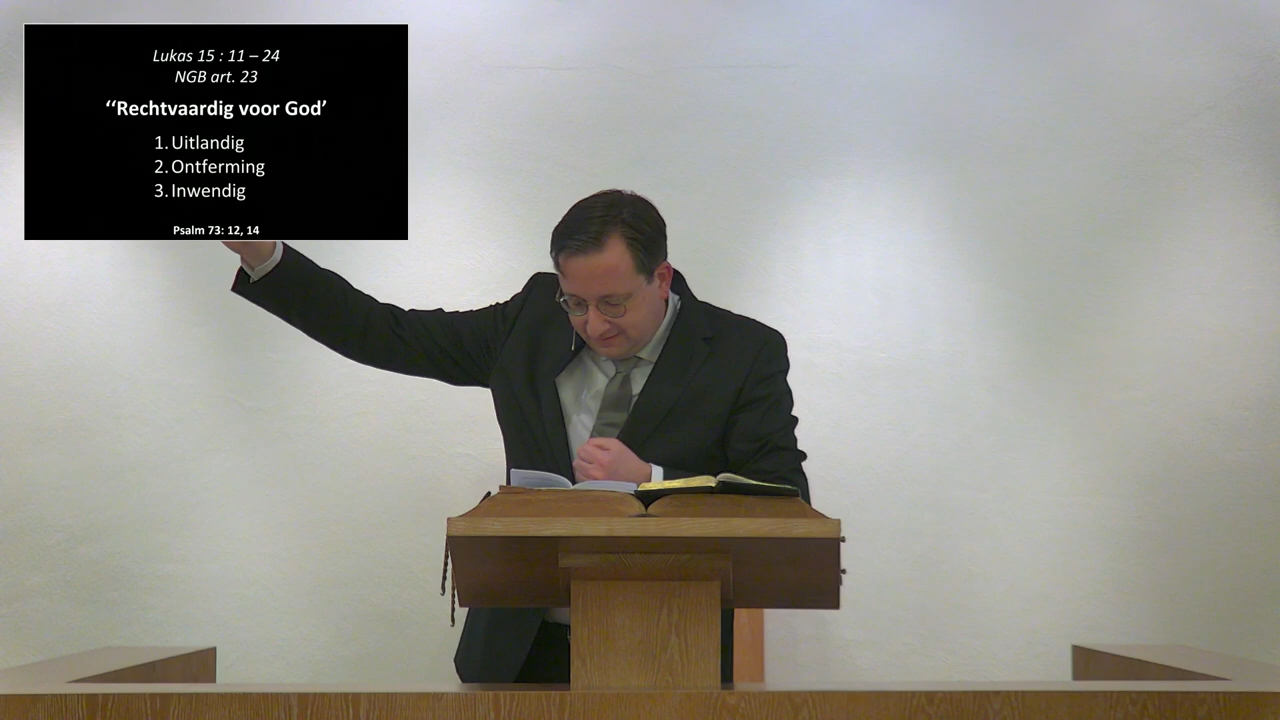 Lukas 15 : 11 – 24
NGB art. 23
‘‘Rechtvaardig voor God’
1. Uitlandig
2. Ontferming
3. Inwendig
Psalm 73: 12, 14